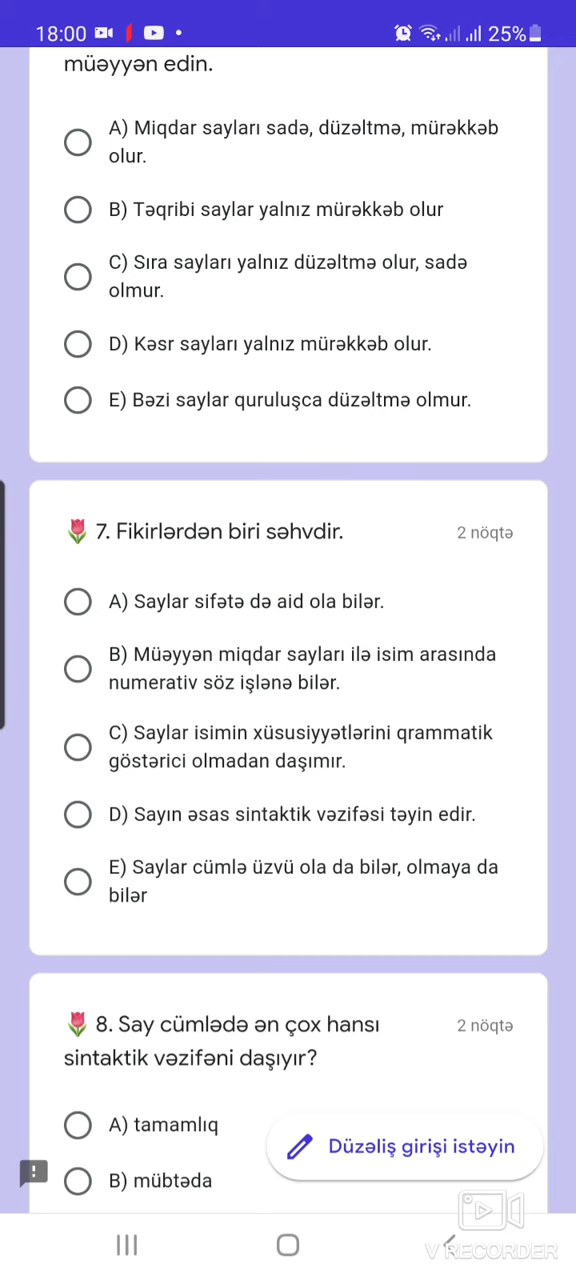 18:00
25%
müəyyən edin.
A) Miqdar sayları sadə, düzəltmə, mürəkkəb
olur.
B) Təqribi saylar yalnız mürəkkəb olur
C) Sıra sayları yalnız düzəltmə olur, sadə
olmur.
D) Kəsr sayları yalnız mürəkkəb olur.
E) Bəzi saylar quruluşca düzəltmə olmur.
🌷 7. Fikirlərdən biri səhvdir.
2 nöqtə
A) Saylar sifətə də aid ola bilər.
B) Müəyyən miqdar sayları ilə isim arasında
numerativ söz işlənə bilər.
C) Saylar isimin xüsusiyyətlərini qrammatik
göstərici olmadan daşımır.
D) Sayın əsas sintaktik vəzifəsi təyin edir.
E) Saylar cümlə üzvü ola da bilər, olmaya da
bilər
🌷 8. Say cümlədə ən çox hansı
2 nöqtə
sintaktik vəzifəni daşıyır?
A) tamamlıq
Düzəliş girişi istəyin
B) mübtəda
V RECORDER